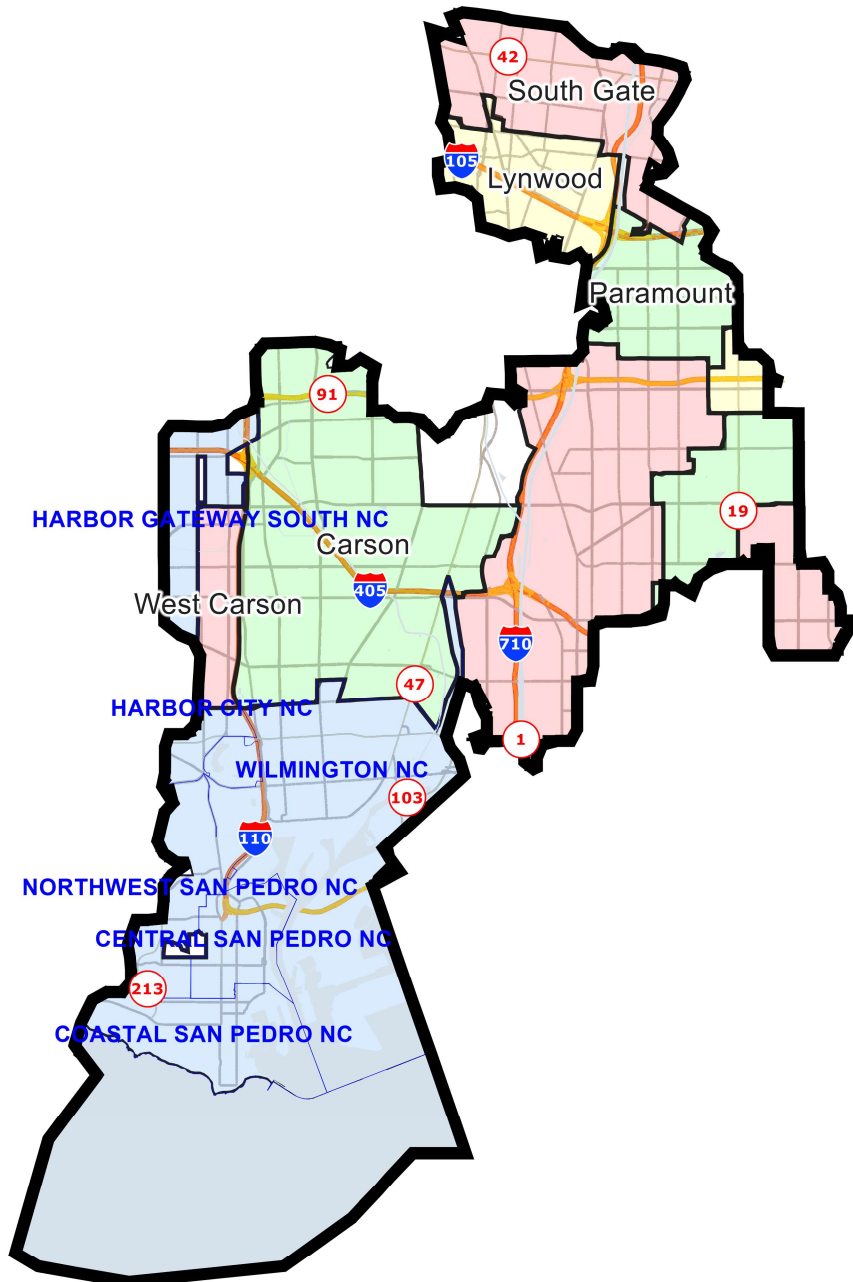 42
South Gate
105
Lynwood
Paramount
91
19
HARBOR GATEWAY SOUTH NC
Carson
405
West Carson
710
47
HARBOR CITY NC
1
WILMINGTON NC
103
110
NORTHWEST SAN PEDRO NC
CENTRAL SAN PEDRO NC
213
COASTAL SAN PEDRO NC